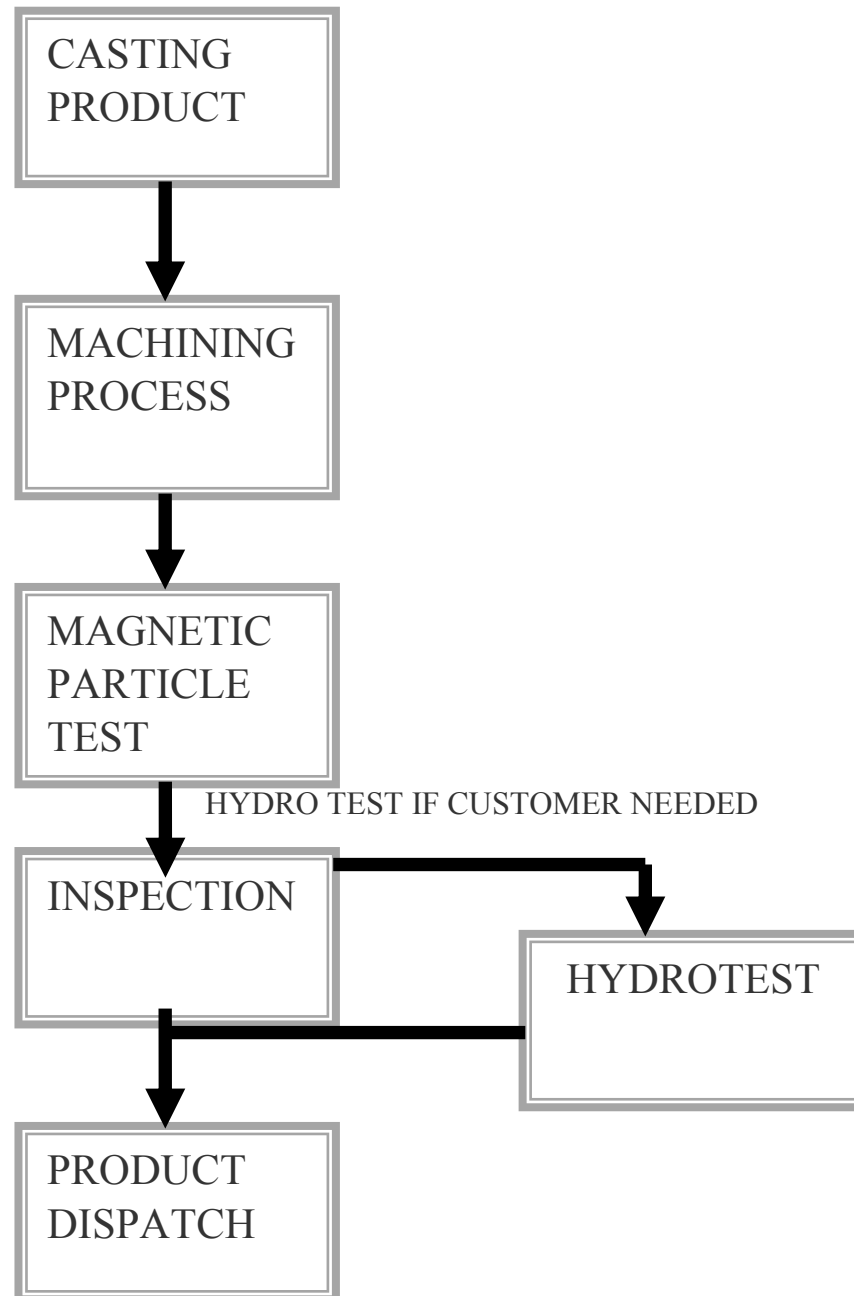 CASTING
PRODUCT
MACHINING
PROCESS
MAGNETIC
PARTICLE
TEST
HYDRO TEST IF CUSTOMER NEEDED
INSPECTION
HYDROTEST
PRODUCT
DISPATCH